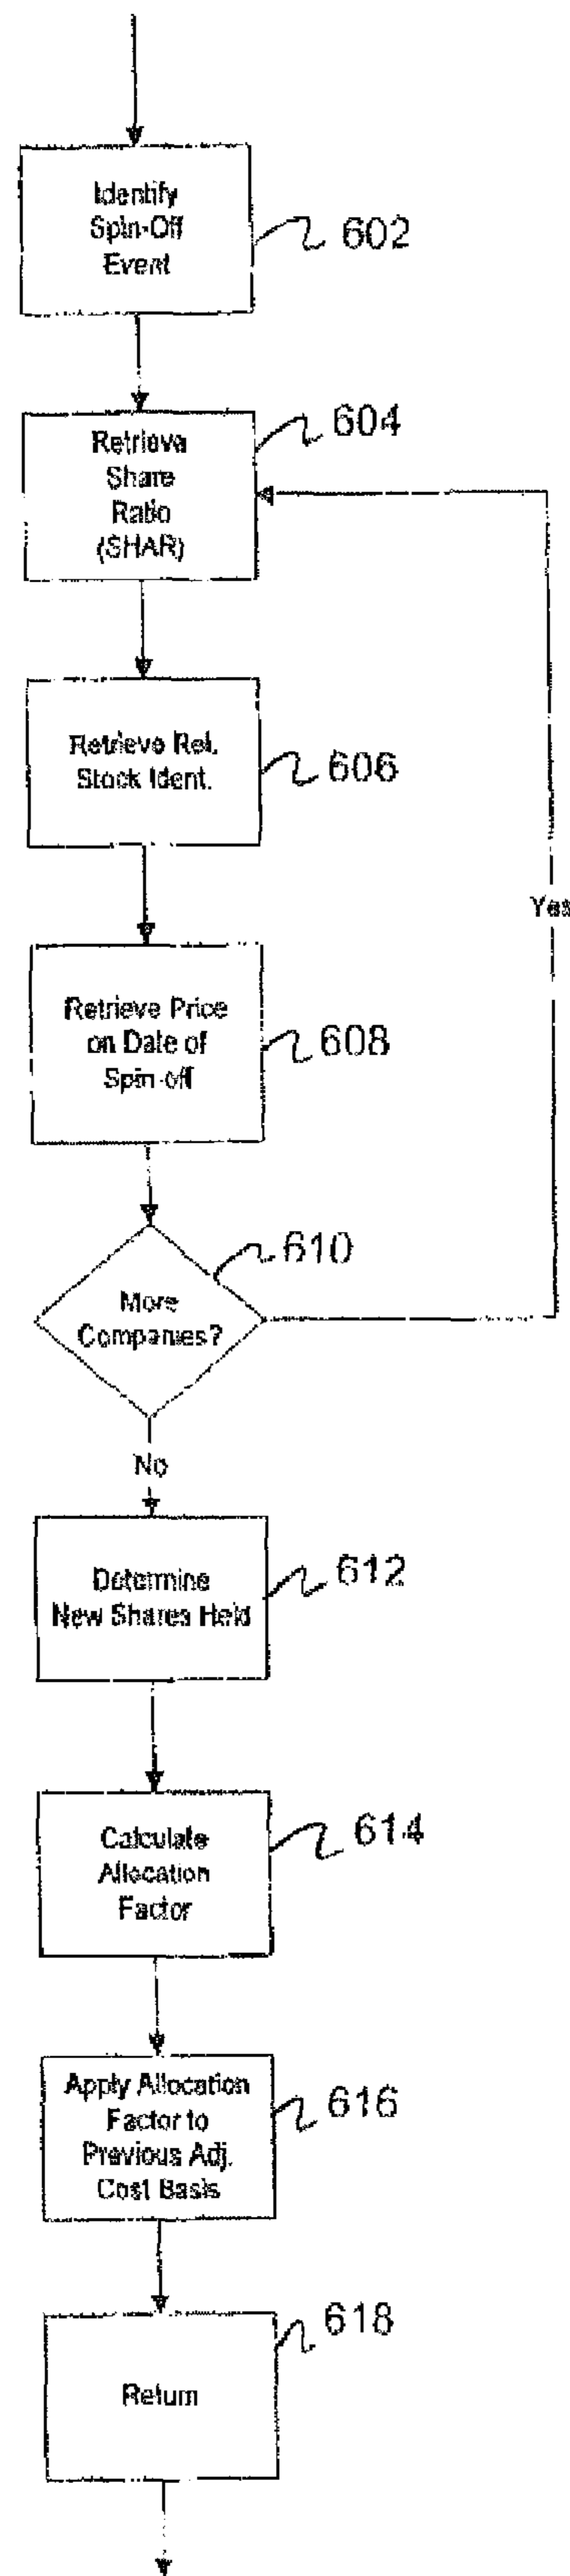 Identify
Spin-Off
Event
602
Retrieve
Share
Ratio
(SHAR)
604
Retrieve Rel.
Stock Ident.
606
Yes
Retrieve Price
on Date of
Spin-off
608
610
More
Companies?
No
Determine
New Shares Held
612
Calculate
Allocation
Factor
614
Apply Allocation
Factor to
Previous Adj.
Cost Basis
616
618
Return